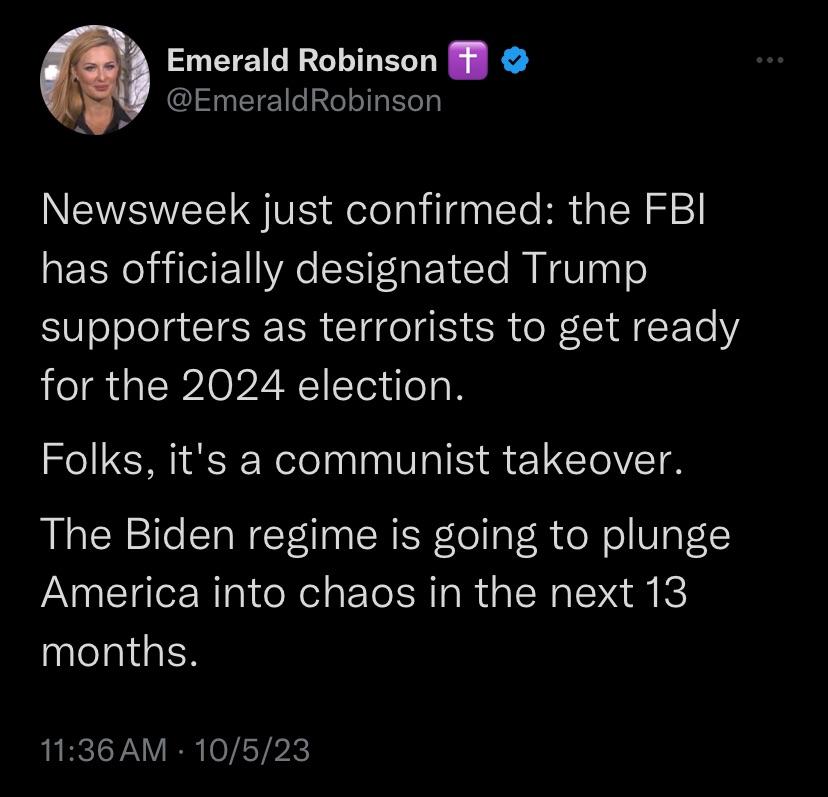 Emerald Robinson ✝️
@EmeraldRobinson
Newsweek just confirmed: the FBI
has officially designated Trump
supporters as terrorists to get ready
for the 2024 election.
Folks, it's a communist takeover.
The Biden regime is going to plunge
America into chaos in the next 13
months.
11:36 AM · 10/5/23